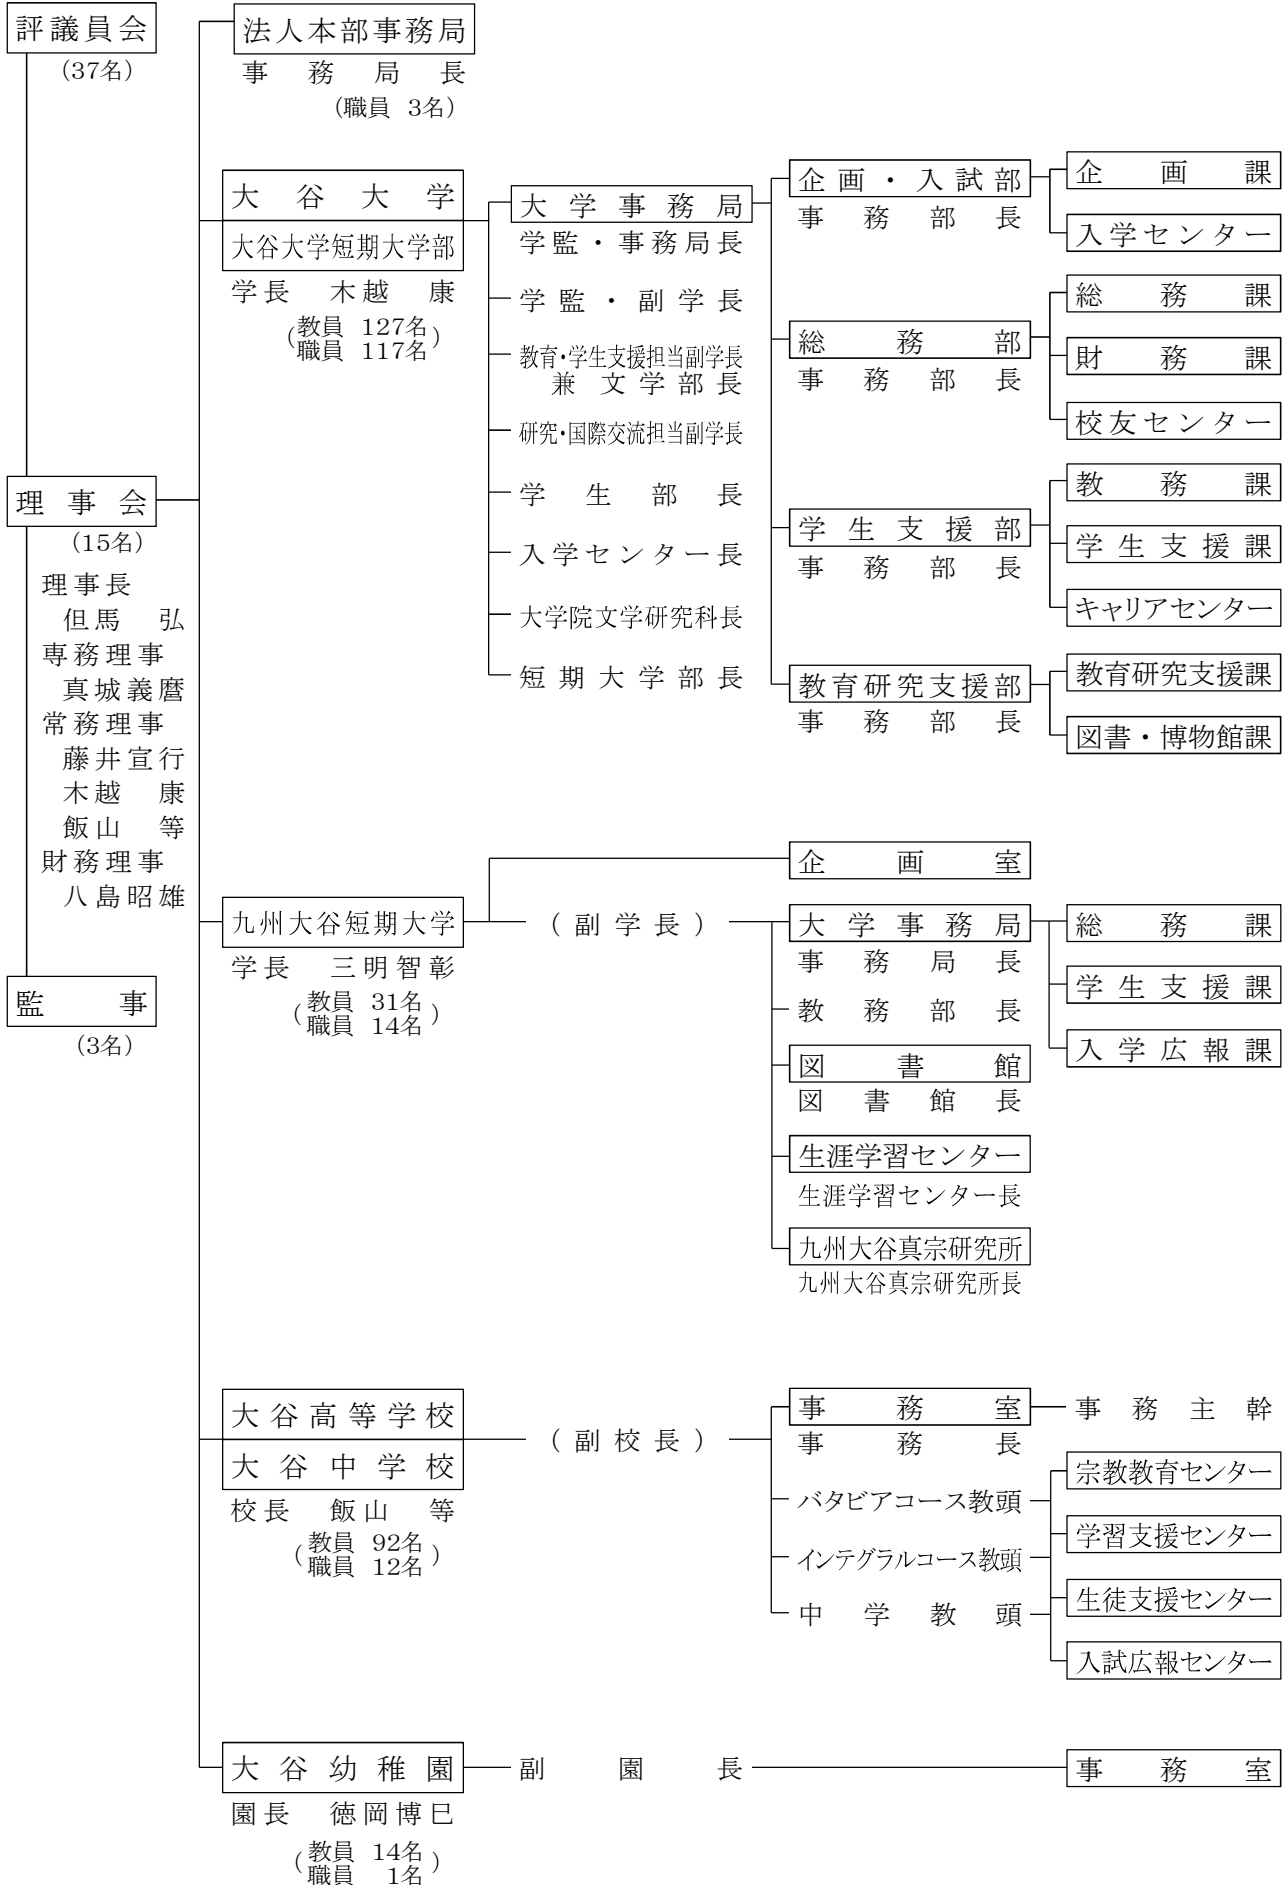 評議員会
(37名)
理事会
(15名)
理事長
但馬 弘
専務理事
真城義麿
常務理事
藤井宣行
木越 康
飯山 等
財務理事
八島昭雄
監事
(3名)
法人本部事務局
事務局長
(職員 3名)
大谷大学
大谷大学短期大学部
学長 木越 康
(教員 127名
職員 117名)
大学事務局
学監・事務局長
学監・副学長
教育・学生支援担当副学長
兼文学部長
研究・国際交流担当副学長
学生部長
入学センター長
大学院文学研究科長
短期大学部長
企画・入試部
事務部長
企画課
入学センター
総務部
事務部長
総務課
財務課
校友センター
学生支援部
事務部長
教務課
学生支援課
キャリアセンター
教育研究支援部
事務部長
教育研究支援課
図書・博物館課
九州大谷短期大学
学長 三明智彰
(教員 31名
職員 14名)
(副学長)
企画室
大学事務局
事務局長
総務課
学生支援課
入学広報課
教務部長
図書館
図書館長
生涯学習センター
生涯学習センター長
九州大谷真宗研究所
九州大谷真宗研究所長
大谷高等学校
大谷中学校
校長 飯山 等
(教員 92名
職員 12名)
(副校長)
事務室
事務長
事務主幹
バタビアコース教頭
インテグラルコース教頭
中学教頭
宗教教育センター
学習支援センター
生徒支援センター
入試広報センター
大谷幼稚園
園長 徳岡博巳
(教員 14名
職員 1名)
副園長
事務室